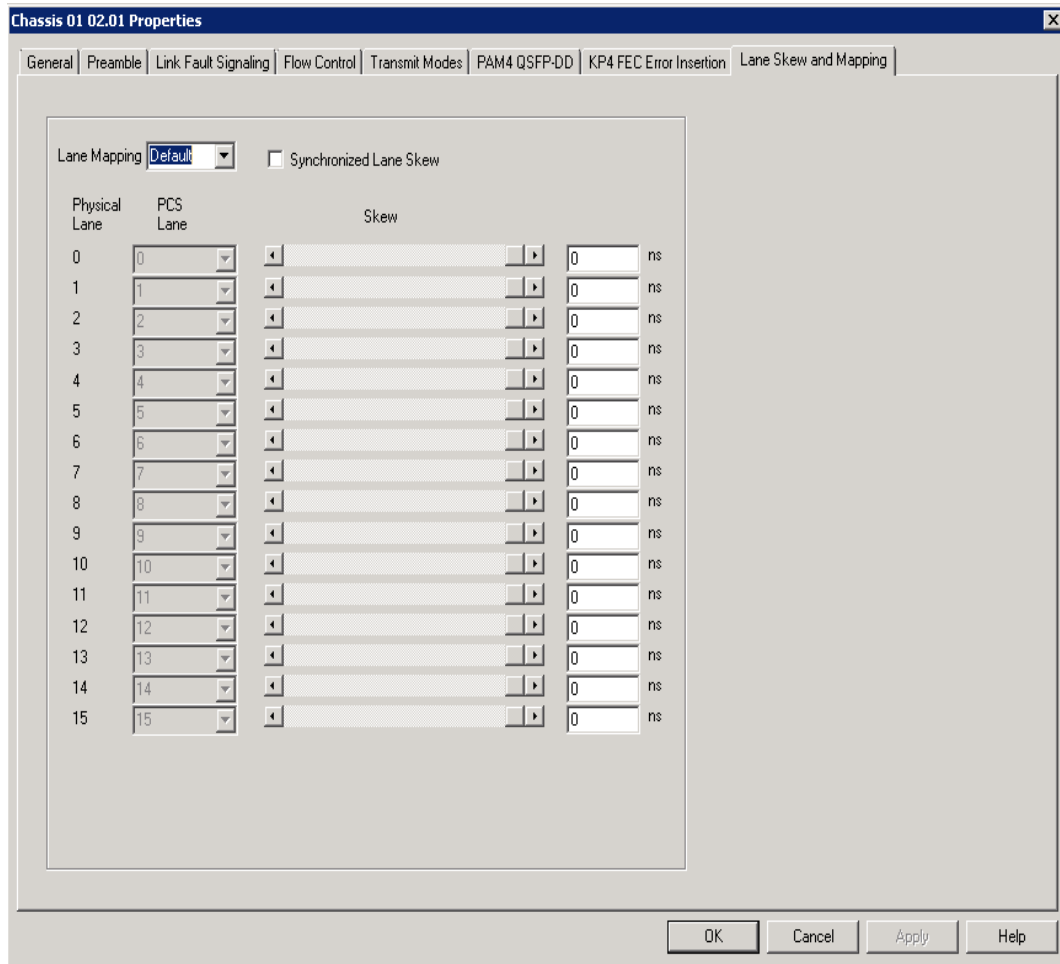 Chassis 01 02.01 Properties
General Preamble Link Fault Signaling Flow Control Transmit Modes PAM4 QSFP-DD KP4 FEC Error Insertion Lane Skew and Mapping
Lane Mapping Default Synchronized Lane Skew
Physical Lane PCS Lane Skew
0 0 0 ns
1 1 0 ns
2 2 0 ns
3 3 0 ns
4 4 0 ns
5 5 0 ns
6 6 0 ns
7 7 0 ns
8 8 0 ns
9 9 0 ns
10 10 0 ns
11 11 0 ns
12 12 0 ns
13 13 0 ns
14 14 0 ns
15 15 0 ns
OK Cancel Apply Help